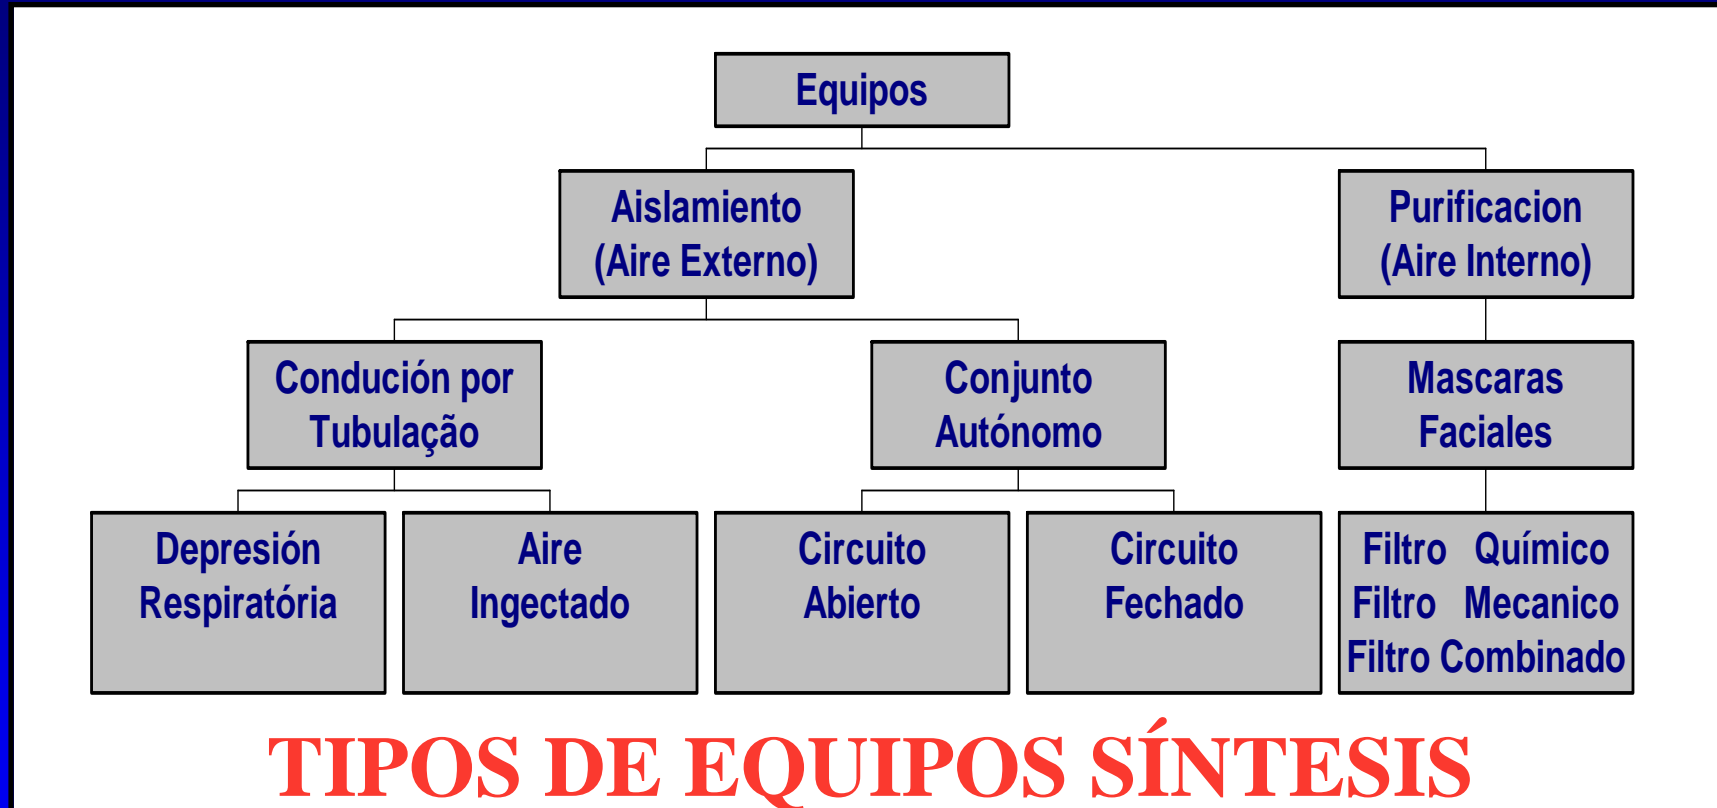 Equipos
Aislamiento
(Aire Externo)
Purificacion
(Aire Interno)
Condución por
Tubulação
Conjunto
Autónomo
Mascaras
Faciales
Depresión
Respiratória
Aire
Ingectado
Circuito
Abierto
Circuito
Fechado
Filtro Químico
Filtro Mecanico
Filtro Combinado
TIPOS DE EQUIPOS SÍNTESIS